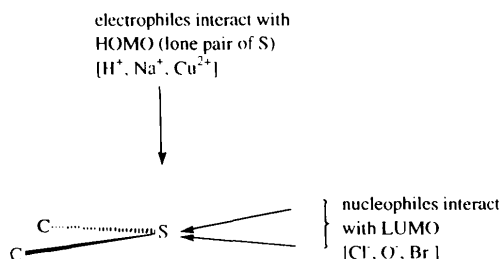 electrophiles interact with
HOMO (lone pair of S)
[H⁺, Na⁺, Cu²⁺]
C
S
C
nucleophiles interact
with LUMO
[Cl⁻, O⁻, Br⁻]